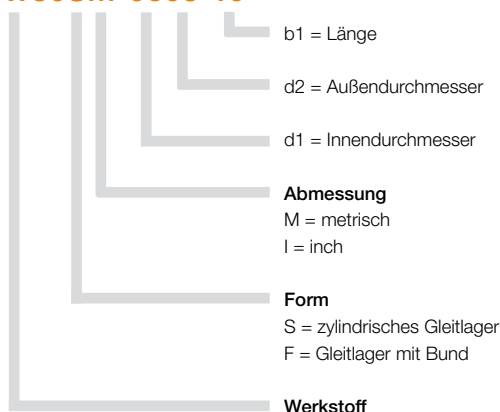 b1 = Länge
d2 = Außendurchmesser
d1 = Innendurchmesser
Abmessung
M = metrisch
I = inch
Form
S = zylindrisches Gleitlager
F = Gleitlager mit Bund
Werkstoff